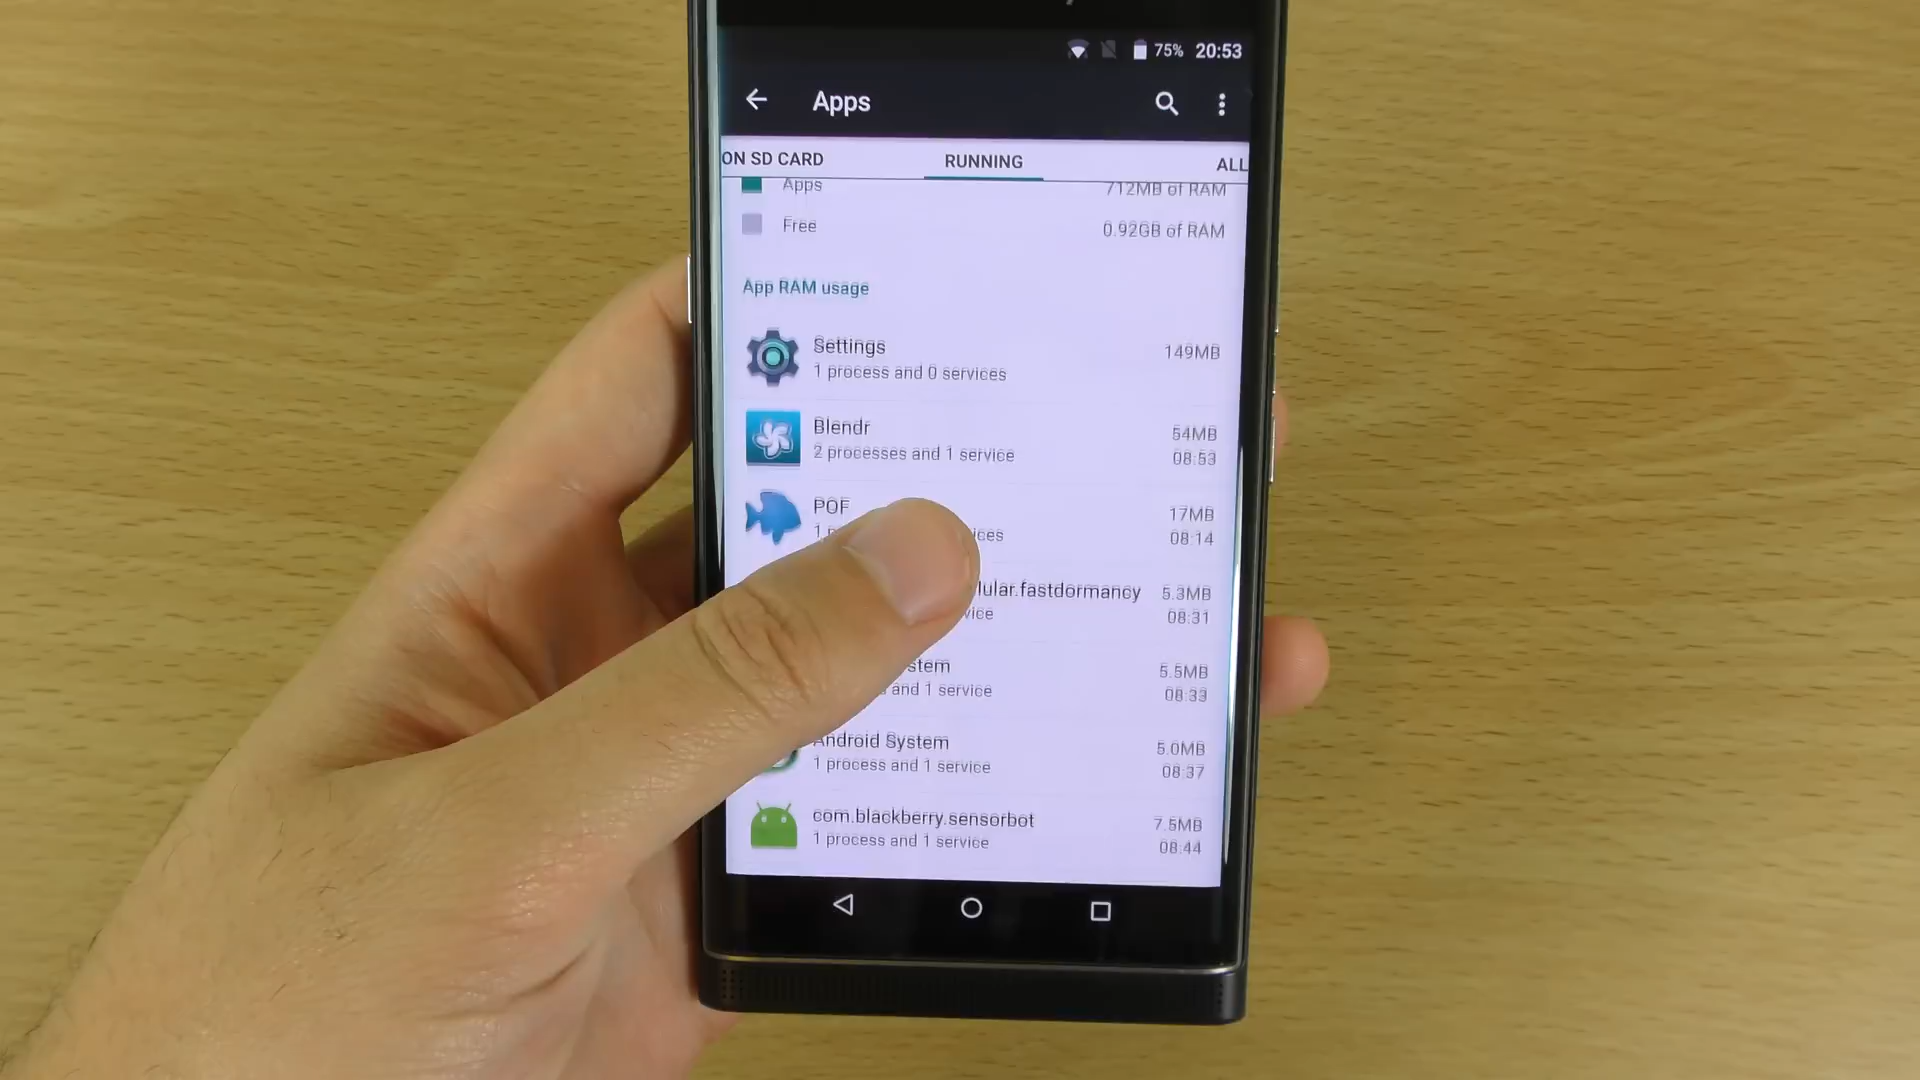 75% 20:53
Apps
ON SD CARD RUNNING ALL
Apps 712MB of RAM
Free 0.92GB of RAM
App RAM usage
Settings 149MB
1 process and 0 services
Blendr 54MB
2 processes and 1 service 08:53
POF 17MB
08:14
lular.fastdormancy 5.3MB
08:31
5.5MB
and 1 service 08:33
Android System 5.0MB
1 process and 1 service 08:37
com.blackberry.sensorbot 7.5MB
1 process and 1 service 08:44